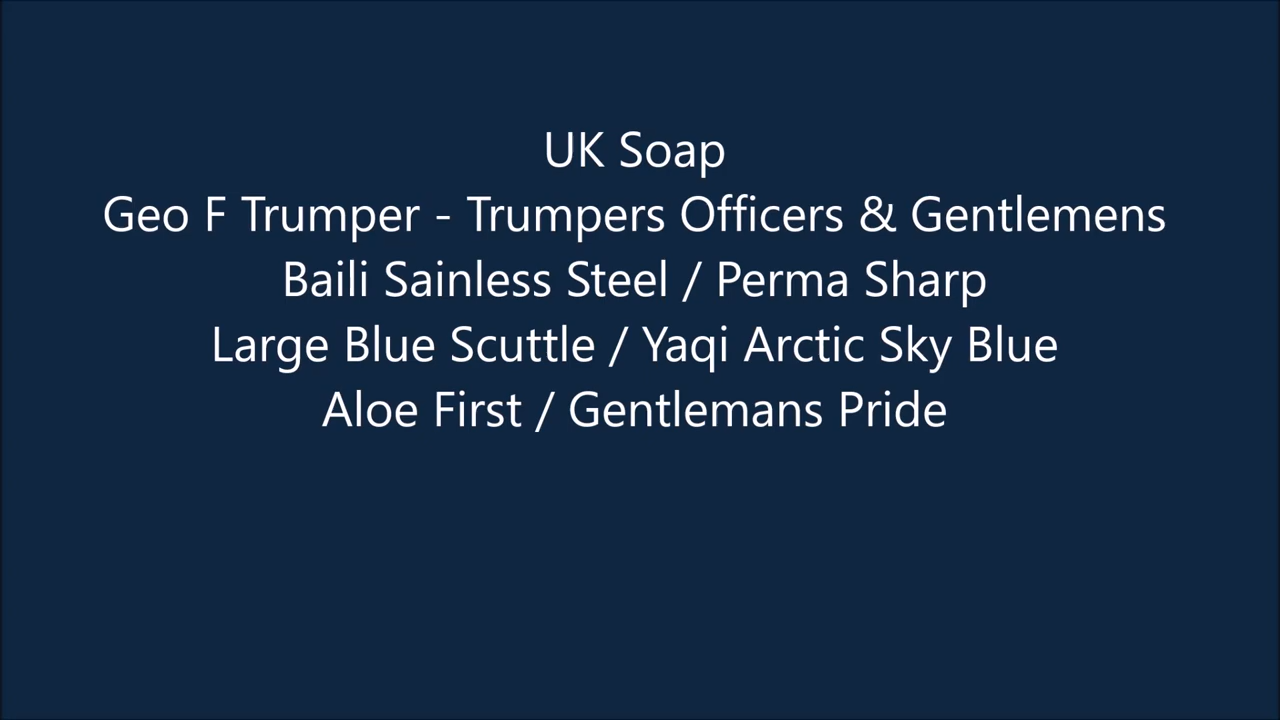 UK Soap
Geo F Trumper - Trumpers Officers & Gentlemens
Baili Sainless Steel / Perma Sharp
Large Blue Scuttle / Yaqi Arctic Sky Blue
Aloe First / Gentlemans Pride